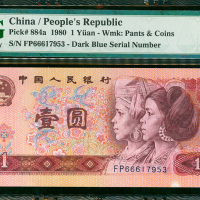 China / People's Republic
Pick# 884a 1980 1 Yüan - Wmk: Pants & Coins
S/N FP66617953 - Dark Blue Serial Number
中国人民银行
壹圆
FP66617953
1